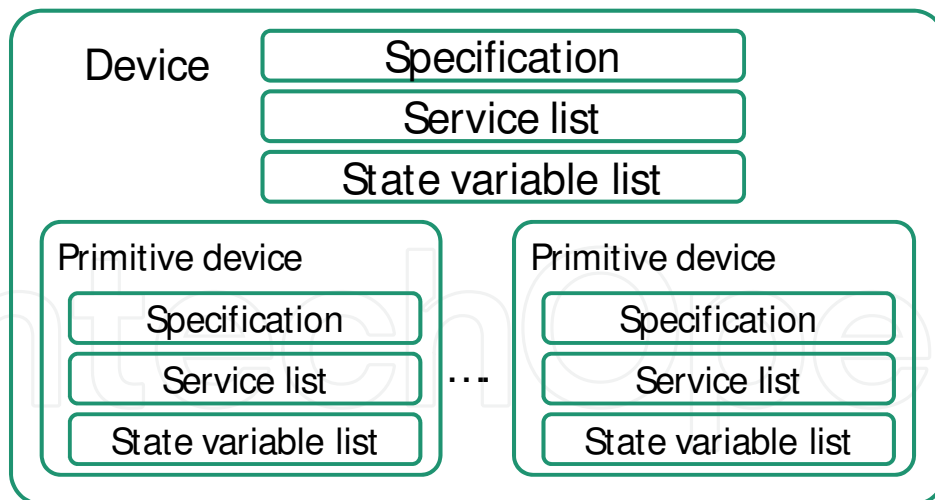 Device
Specification
Service list
State variable list
Primitive device
Specification
Service list
State variable list
....
Primitive device
Specification
Service list
State variable list
ntechOpe